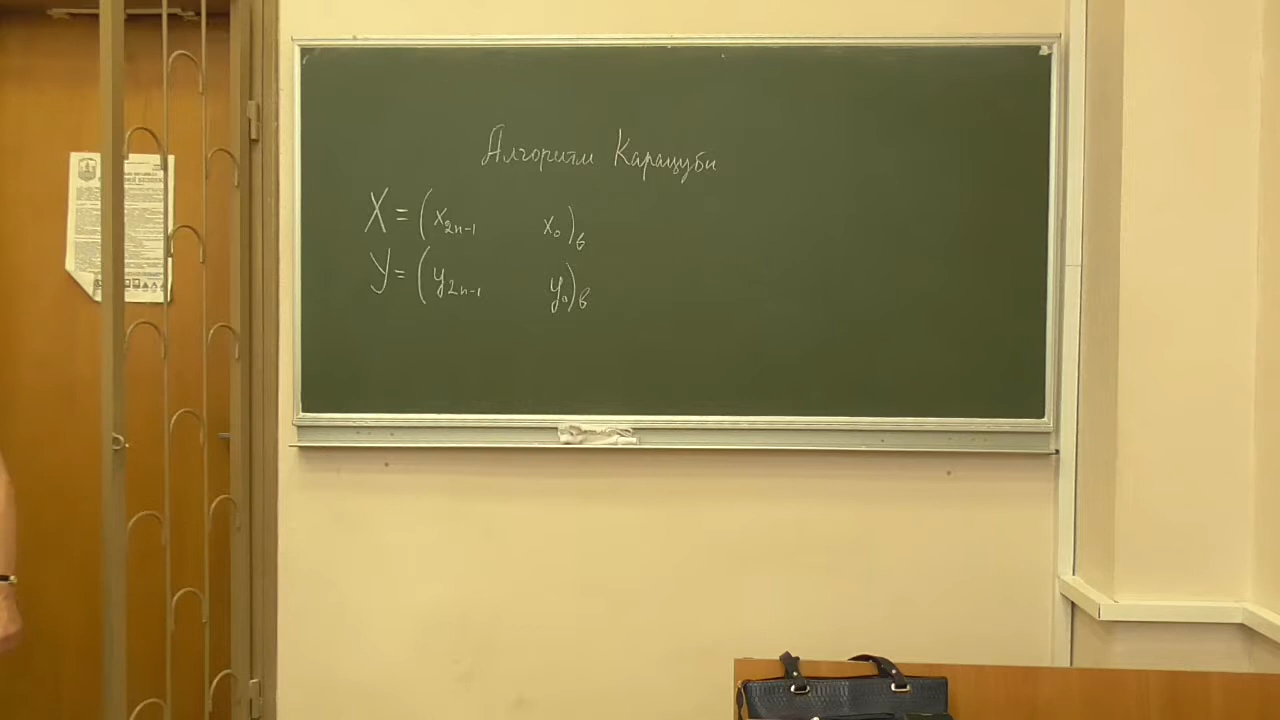 Алгоритм Карацубы
X = (x₂ₙ₋₁ x₀)в
Y = (y₂ₙ₋₁ y₀)в